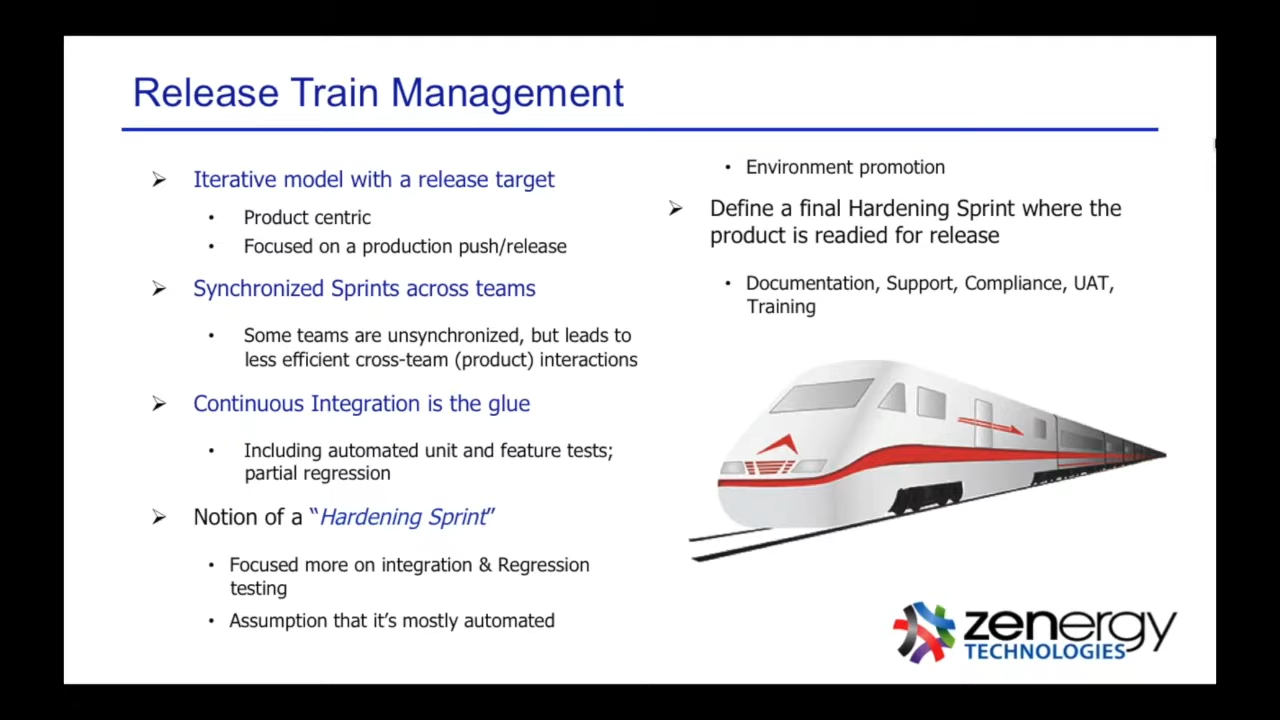 Release Train Management
➢ Iterative model with a release target
• Product centric
• Focused on a production push/release
➢ Synchronized Sprints across teams
• Some teams are unsynchronized, but leads to
less efficient cross-team (product) interactions
➢ Continuous Integration is the glue
• Including automated unit and feature tests;
partial regression
➢ Notion of a “Hardening Sprint”
• Focused more on integration & Regression
testing
• Assumption that it’s mostly automated
• Environment promotion
➢ Define a final Hardening Sprint where the
product is readied for release
• Documentation, Support, Compliance, UAT,
Training
zenergy
TECHNOLOGIES